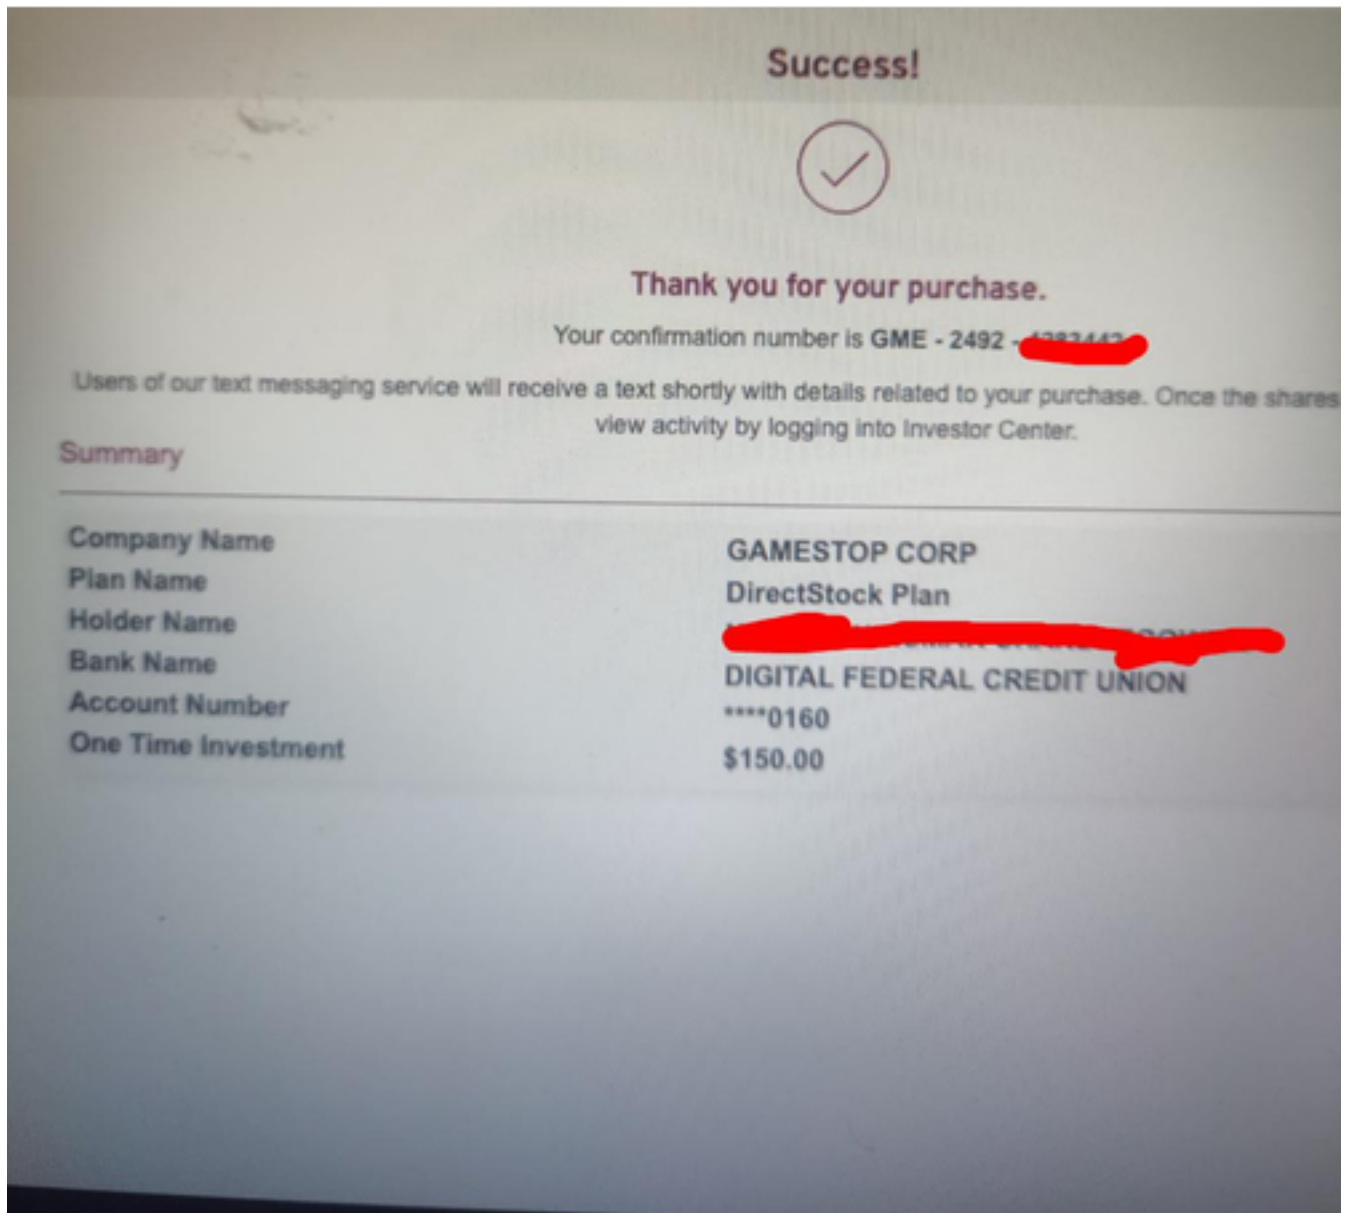 Success!
Thank you for your purchase.
Your confirmation number is GME - 2492 -
Users of our text messaging service will receive a text shortly with details related to your purchase. Once the shares
view activity by logging into Investor Center.
Summary
Company Name GAMESTOP CORP
Plan Name DirectStock Plan
Holder Name
Bank Name DIGITAL FEDERAL CREDIT UNION
Account Number ****0160
One Time Investment $150.00